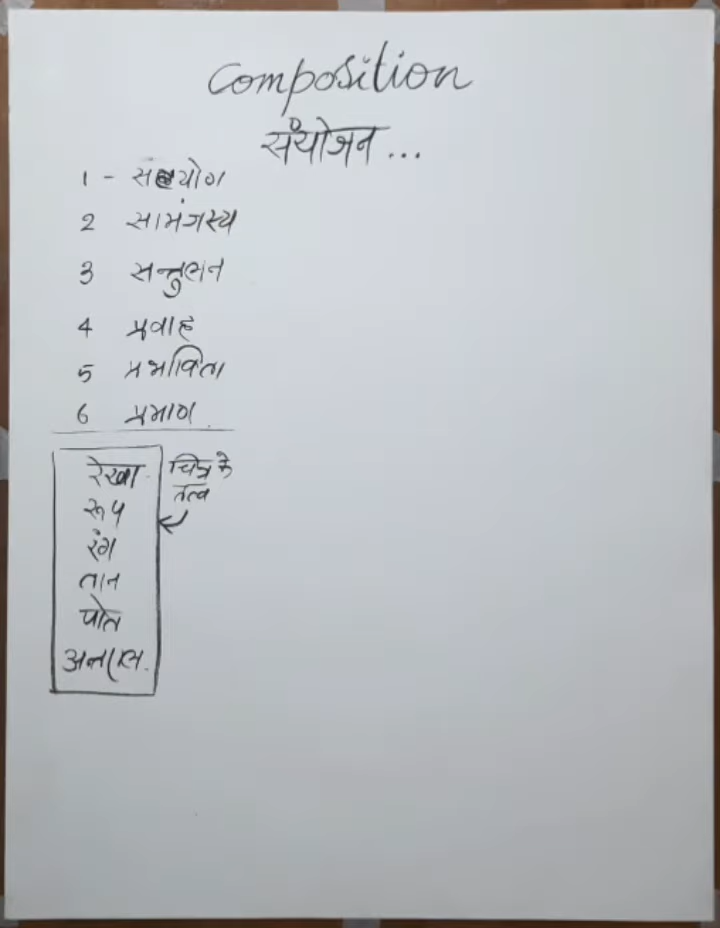 Composition
संयोजन...
1 - सहयोग
2 सामंजस्य
3 सन्तुलन
4 प्रवाह
5 प्रभाविता
6 प्रमाण
रेखा
रूप
रंग
तान
पोत
अन्तराल.
चित्र के
तत्व